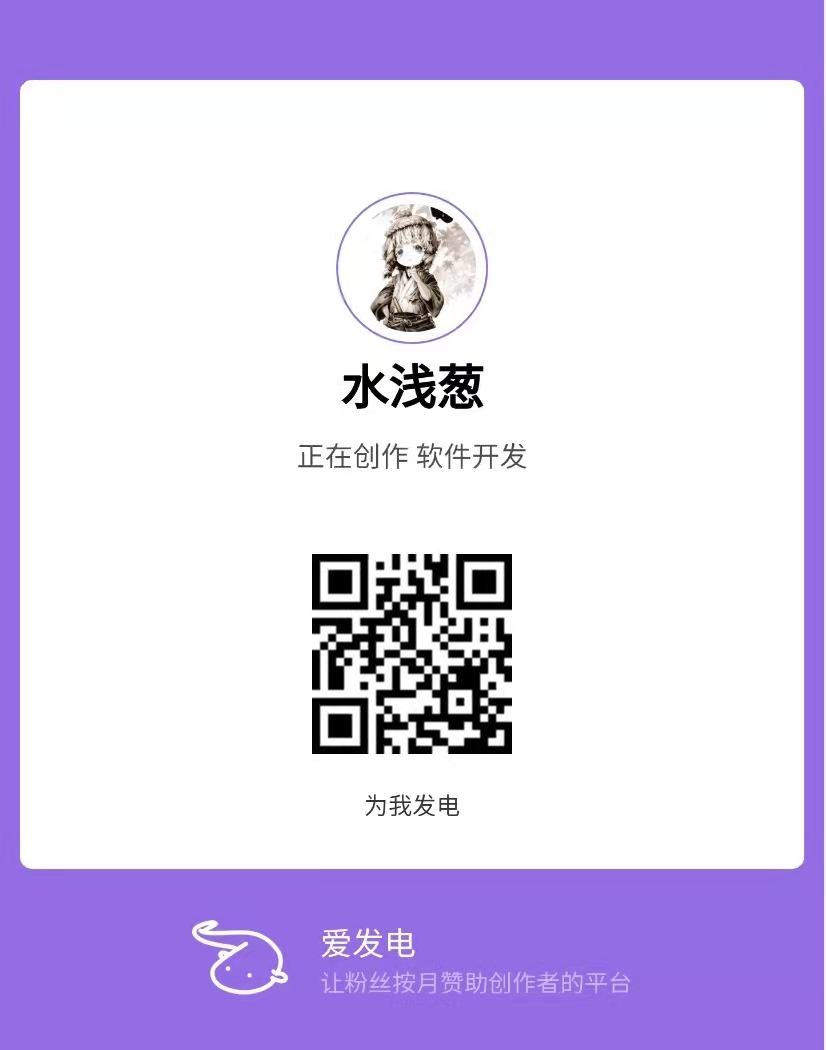 水浅葱
正在创作 软件开发
为我发电
爱发电
让粉丝按月赞助创作者的平台